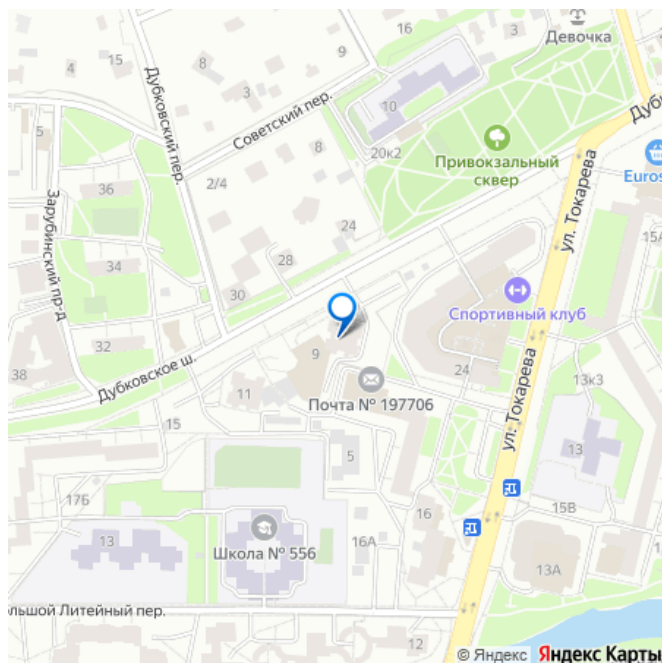 16
Девочка
4
15
8
9
8
10
Дубковский пер.
Советский пер.
20к2
Привокзальный
сквер
Дуб
Euros
5
36
2/4
8
ул. Токарева
Зарубинский пр-д
24
28
34
15А
30
Спортивный клуб
32
9
24
38
Дубковское ш.
11
Почта № 197706
ул. Токарева
13к3
15
5
13
17Б
16
15В
13
Школа № 556
16А
13А
ольшой Литейный пер.
12
© Яндекс Яндекс Карты